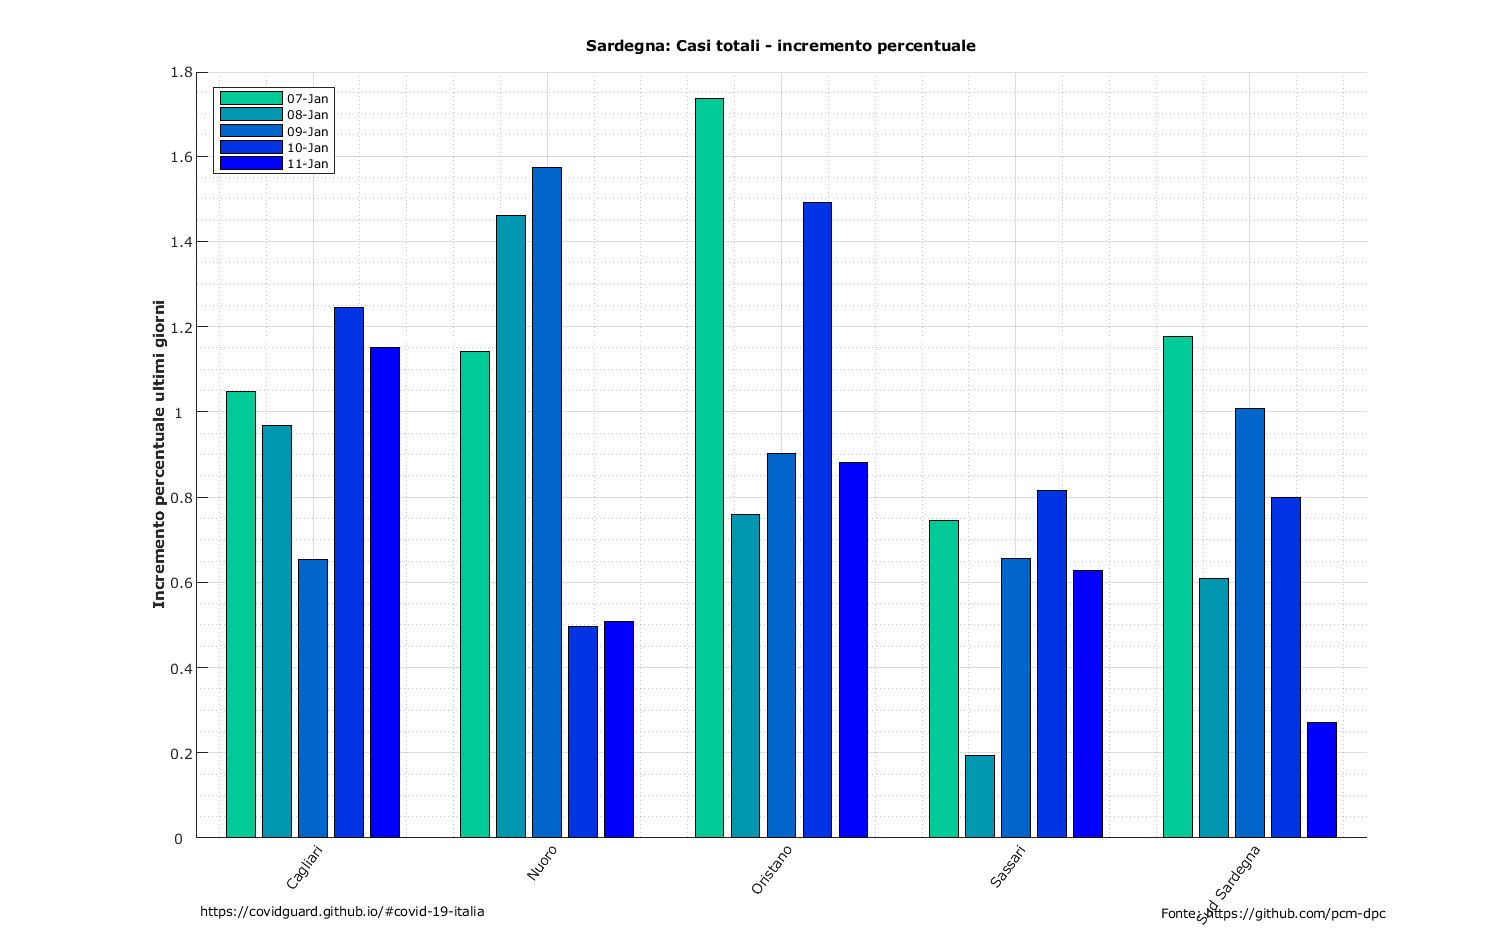 Sardegna: Casi totali - incremento percentuale
Incremento percentuale ultimi giorni
1.8
1.6
1.4
1.2
1
0.8
0.6
0.4
0.2
0
07-Jan
08-Jan
09-Jan
10-Jan
11-Jan
Cagliari
Nuoro
Oristano
Sassari
Sud Sardegna
https://covidguard.github.io/#covid-19-italia
Fonte: https://github.com/pcm-dpc